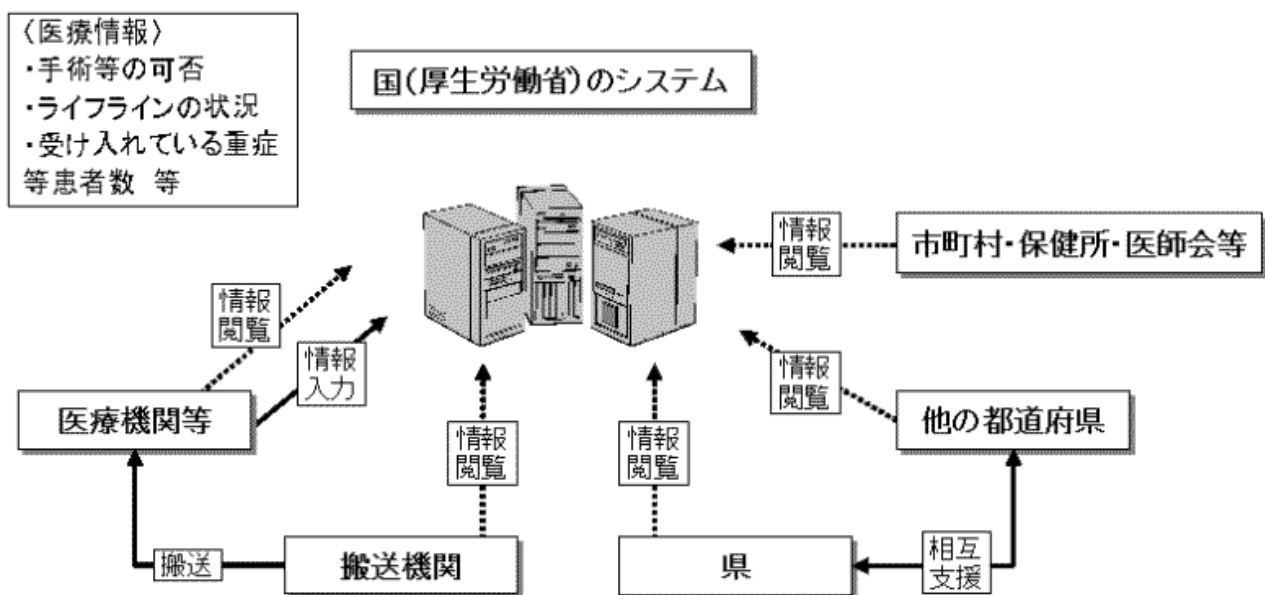 〈医療情報〉
・手術等の可否
・ライフラインの状況
・受け入れている重症
等患者数 等
国(厚生労働省)のシステム
情報
閲覧
市町村・保健所・医師会等
情報
閲覧
情報
入力
情報
閲覧
医療機関等
他の都道府県
情報
閲覧
情報
閲覧
搬送
搬送機関
県
相互
支援